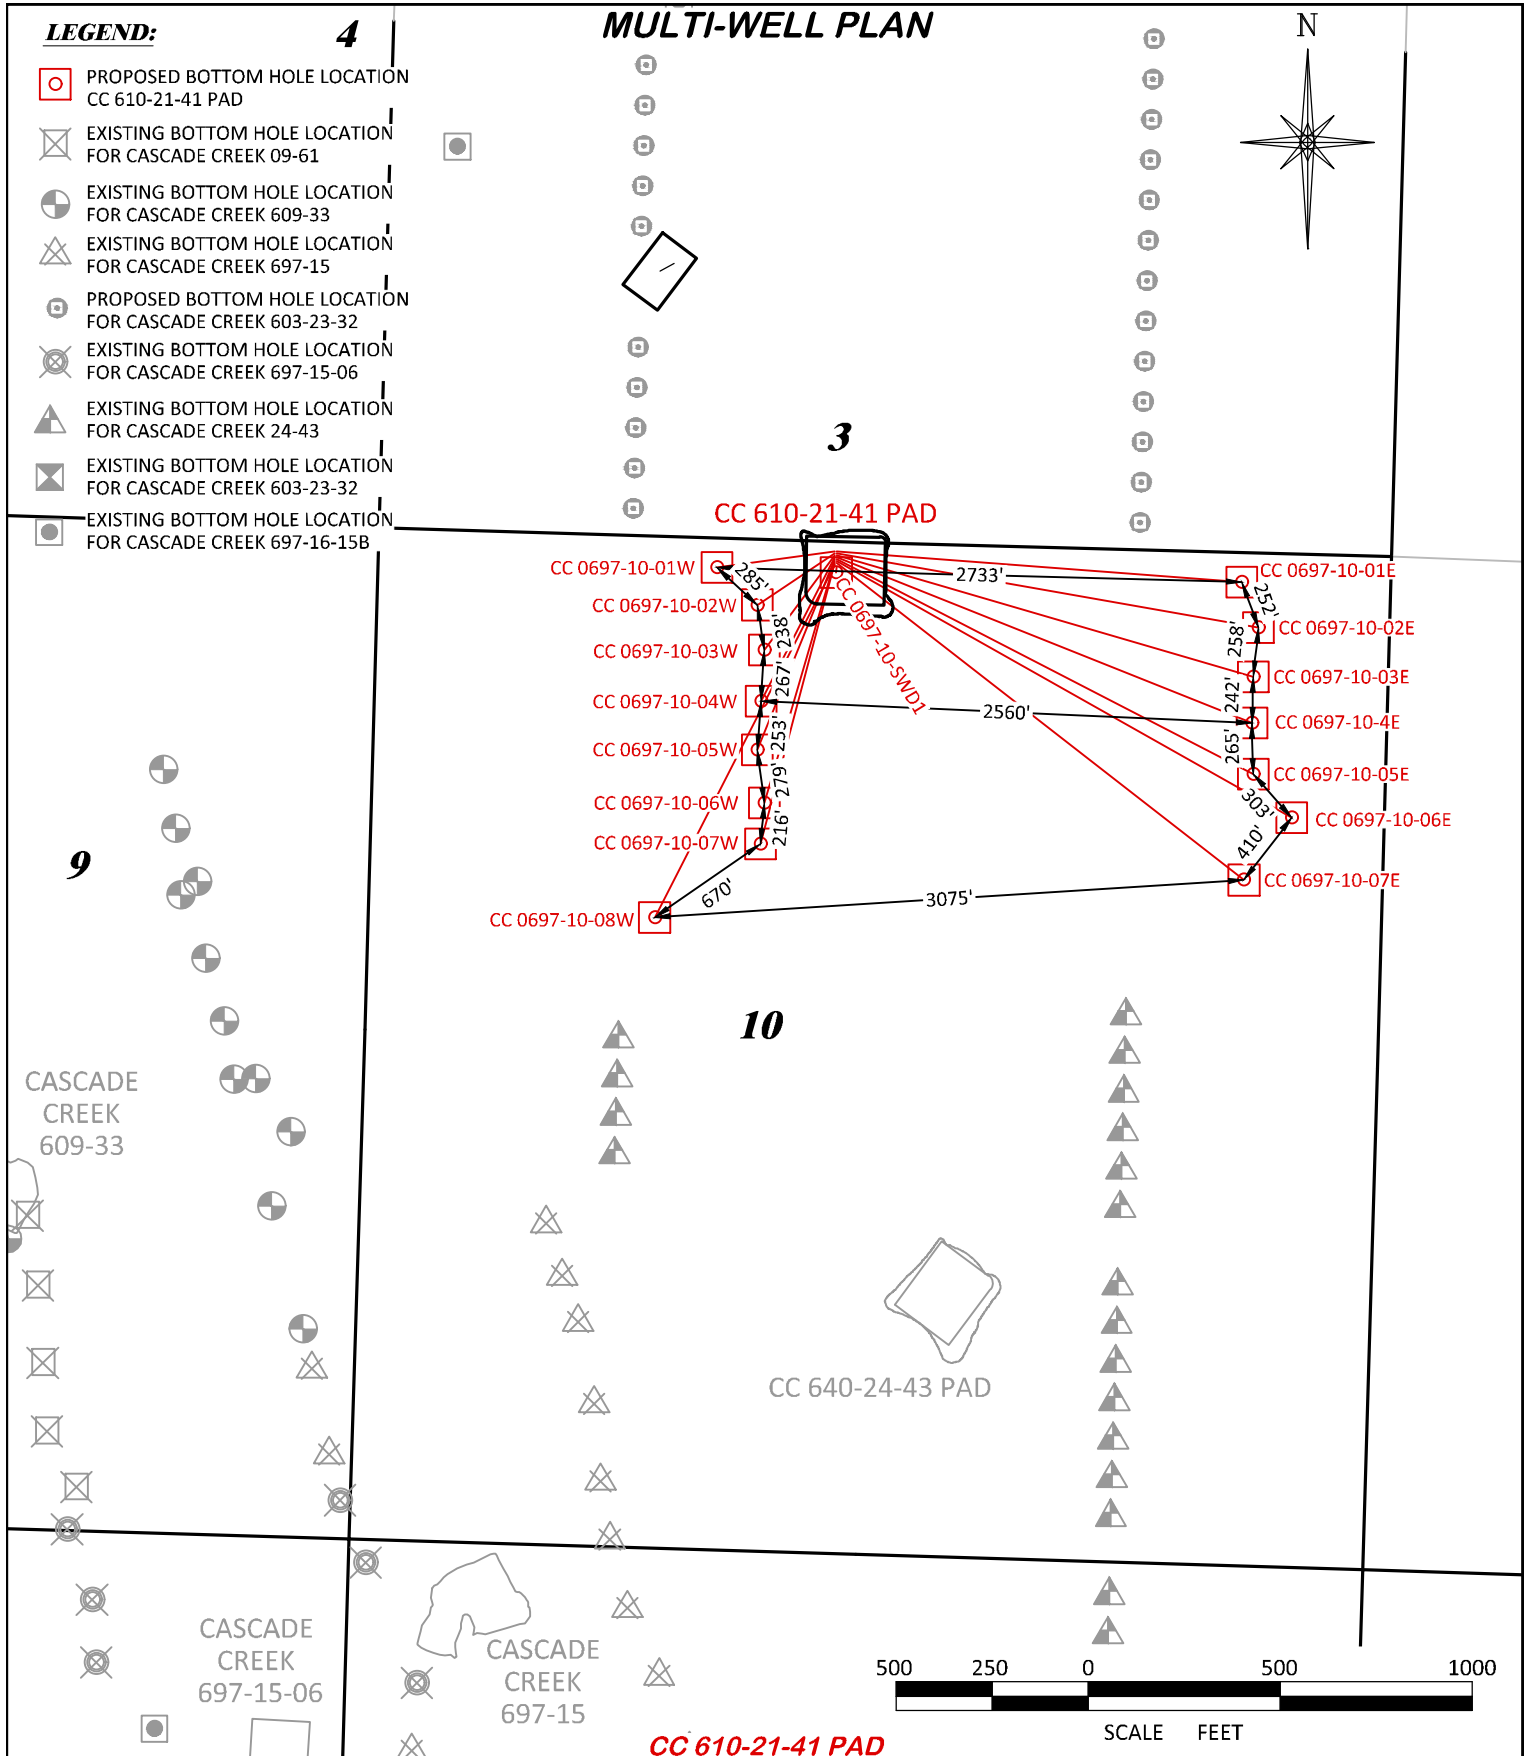 MULTI-WELL PLAN
LEGEND:
4
N
PROPOSED BOTTOM HOLE LOCATION
CC 610-21-41 PAD
EXISTING BOTTOM HOLE LOCATION
FOR CASCADE CREEK 09-61
EXISTING BOTTOM HOLE LOCATION
FOR CASCADE CREEK 609-33
EXISTING BOTTOM HOLE LOCATION
FOR CASCADE CREEK 697-15
PROPOSED BOTTOM HOLE LOCATION
FOR CASCADE CREEK 603-23-32
EXISTING BOTTOM HOLE LOCATION
FOR CASCADE CREEK 697-15-06
EXISTING BOTTOM HOLE LOCATION
FOR CASCADE CREEK 24-43
EXISTING BOTTOM HOLE LOCATION
FOR CASCADE CREEK 603-23-32
EXISTING BOTTOM HOLE LOCATION
FOR CASCADE CREEK 697-16-15B
3
CC 610-21-41 PAD
CC 0697-10-01W
CC 0697-10-02W
CC 0697-10-03W
CC 0697-10-04W
CC 0697-10-05W
CC 0697-10-06W
CC 0697-10-07W
CC 0697-10-08W
285'
238'
267'
253'
279'
216'
670'
CC 0697-10-SWD1
2733'
2560'
3075'
CC 0697-10-01E
CC 0697-10-02E
CC 0697-10-03E
CC 0697-10-4E
CC 0697-10-05E
CC 0697-10-06E
CC 0697-10-07E
252'
258'
242'
265'
303'
410'
9
10
CASCADE
CREEK
609-33
CC 640-24-43 PAD
CASCADE
CREEK
697-15-06
CASCADE
CREEK
697-15
500 250 0 500 1000
SCALE FEET
CC 610-21-41 PAD